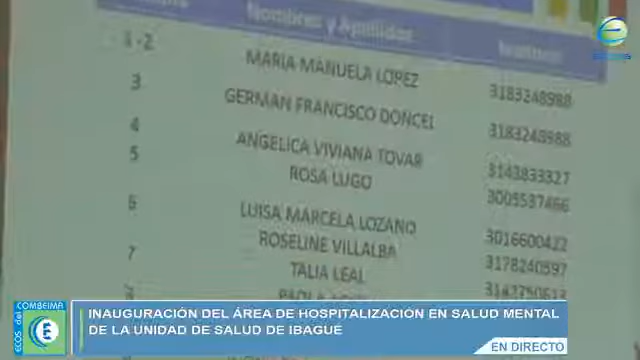 Nombres y Apellidos
1 -2 MARIA MANUELA LOPEZ 3183248988
3 GERMAN FRANCISCO DONCEL 3183248988
4 ANGELICA VIVIANA TOVAR 3143833327
5 ROSA LUGO 3005537466
6 LUISA MARCELA LOZANO 3016600422
ROSELINE VILLALBA 3178240597
7 TALIA LEAL 3142750613
ECOS del COMBEIMA
INAUGURACIÓN DEL ÁREA DE HOSPITALIZACIÓN EN SALUD MENTAL
DE LA UNIDAD DE SALUD DE IBAGUÉ
EN DIRECTO